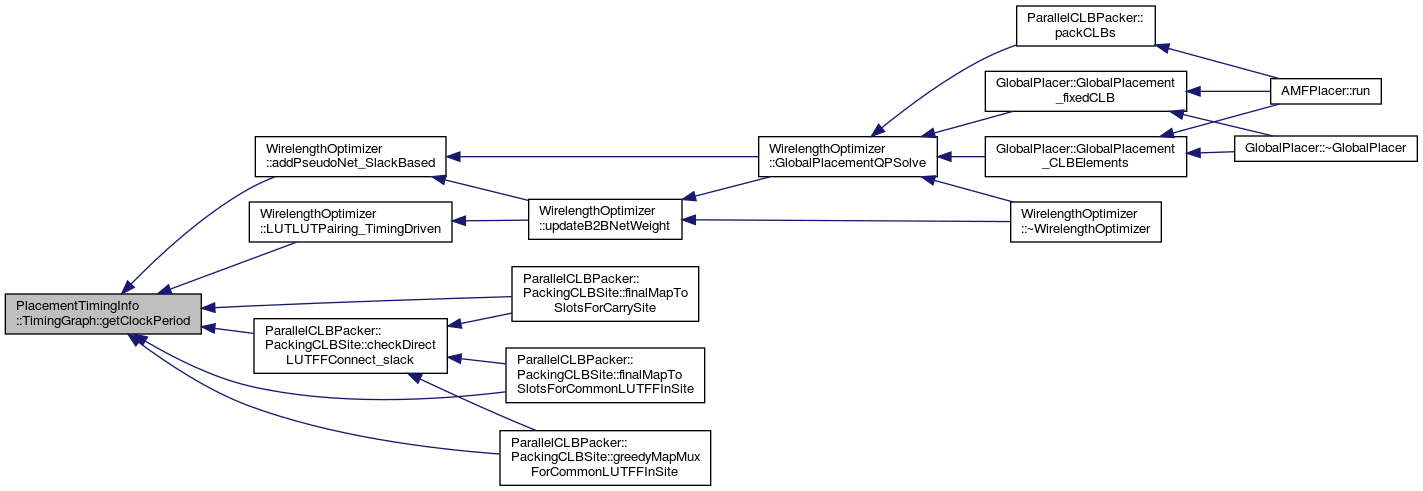 ParallelCLBPacker::
packCLBs
GlobalPlacer::GlobalPlacement
_fixedCLB
AMFPlacer::run
WirelengthOptimizer
::addPseudoNet_SlackBased
WirelengthOptimizer
::GlobalPlacementQPSolve
GlobalPlacer::GlobalPlacement
_CLBElements
GlobalPlacer::~GlobalPlacer
WirelengthOptimizer
::LUTLUTPairing_TimingDriven
WirelengthOptimizer
::updateB2BNetWeight
WirelengthOptimizer
::~WirelengthOptimizer
PlacementTimingInfo
::TimingGraph::getClockPeriod
ParallelCLBPacker::
PackingCLBSite::finalMapTo
SlotsForCarrySite
ParallelCLBPacker::
PackingCLBSite::checkDirect
LUTFFConnect_slack
ParallelCLBPacker::
PackingCLBSite::finalMapTo
SlotsForCommonLUTFFInSite
ParallelCLBPacker::
PackingCLBSite::greedyMapMux
ForCommonLUTFFInSite